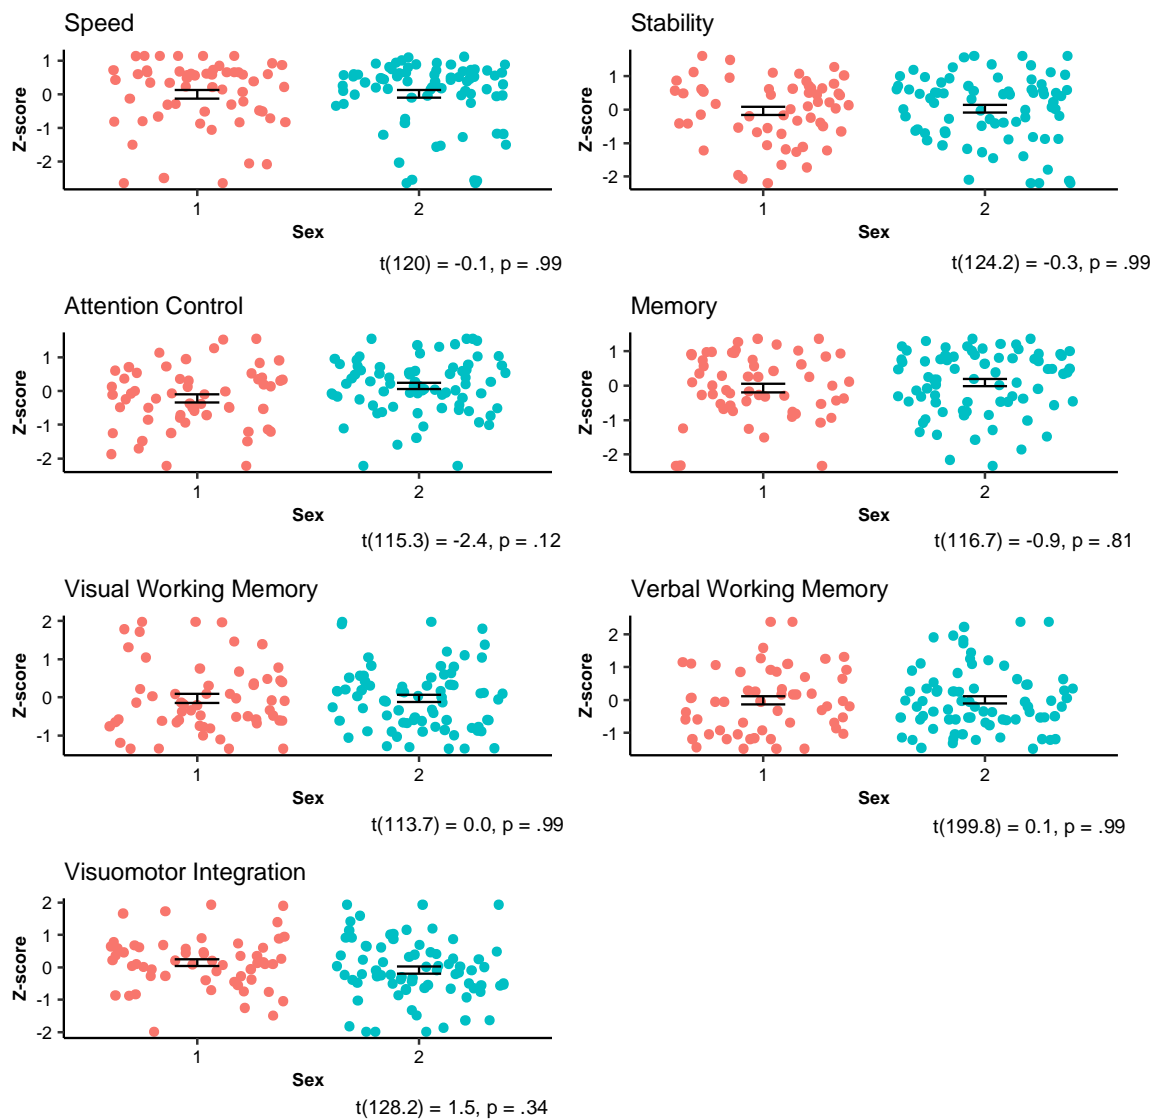 Speed
Z-score
1
0
-1
-2
1
2
Sex
t(120) = -0.1, p = .99
Stability
Z-score
1
0
-1
-2
1
2
Sex
t(124.2) = -0.3, p = .99
Attention Control
Z-score
1
0
-1
-2
1
2
Sex
t(115.3) = -2.4, p = .12
Memory
Z-score
1
0
-1
-2
1
2
Sex
t(116.7) = -0.9, p = .81
Visual Working Memory
Z-score
2
1
0
-1
1
2
Sex
t(113.7) = 0.0, p = .99
Verbal Working Memory
Z-score
2
1
0
-1
1
2
Sex
t(199.8) = 0.1, p = .99
Visuomotor Integration
Z-score
2
1
0
-1
-2
1
2
Sex
t(128.2) = 1.5, p = .34